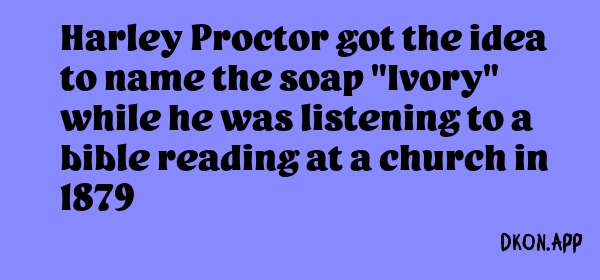 Harley Proctor got the idea
to name the soap "Ivory"
while he was listening to a
bible reading at a church in
1879
DKON.APP